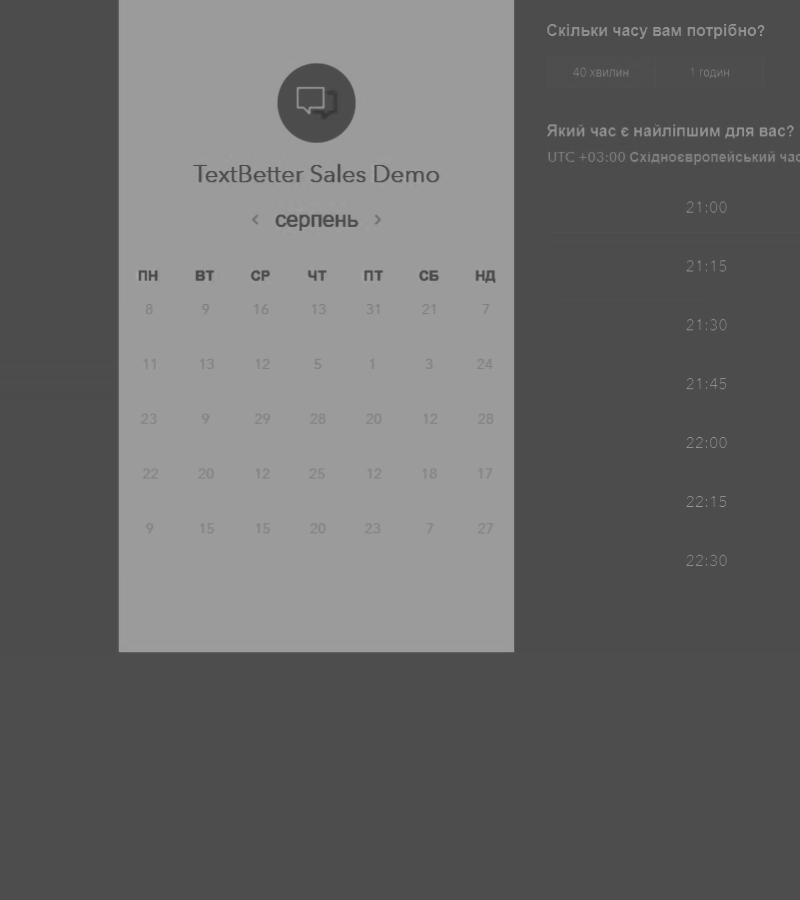 TextBetter Sales Demo
серпень
ПН ВТ СР ЧТ ПТ СБ НД
8 9 16 13 31 21 7
11 13 12 5 1 3 24
23 9 29 28 20 12 28
22 20 12 25 12 18 17
9 15 15 20 23 7 27
Скільки часу вам потрібно?
40 хвилин 1 годин
Який час є найліпшим для вас?
UTC +03:00 Східноєвропейський час
21:00
21:15
21:30
21:45
22:00
22:15
22:30